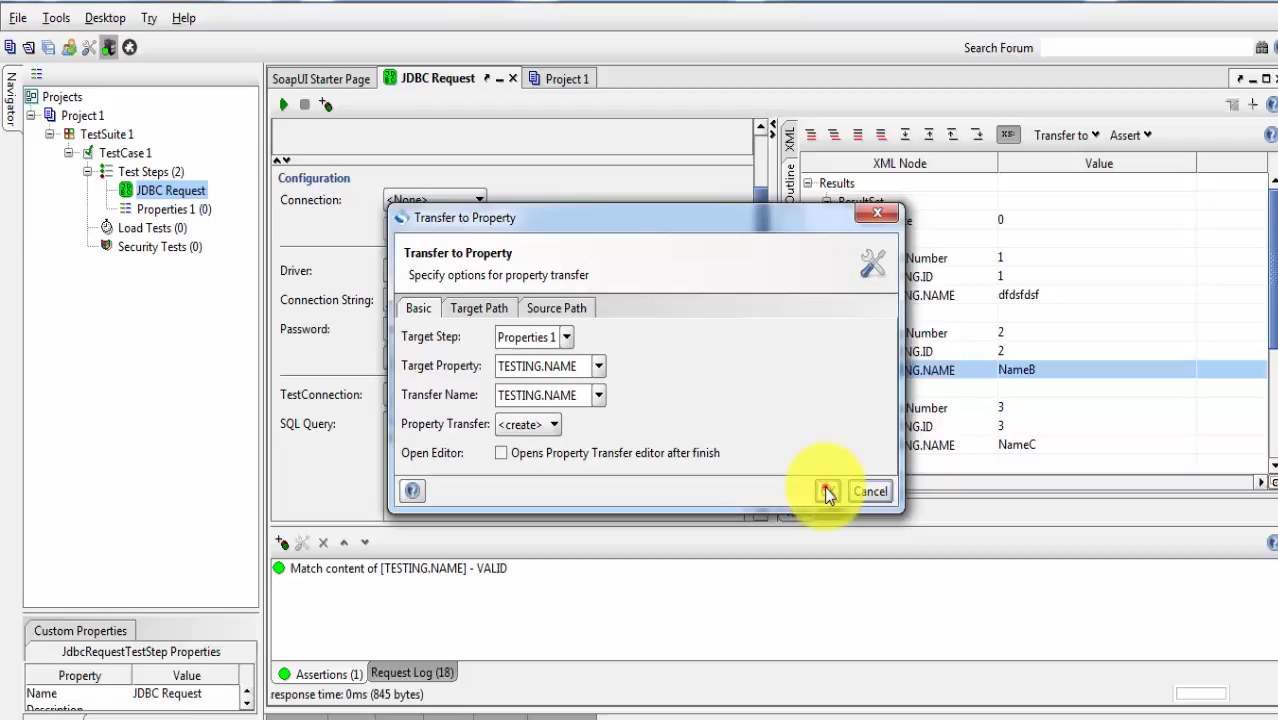 File Tools Desktop Try Help
Search Forum
Navigator
Projects
Project 1
TestSuite 1
TestCase 1
Test Steps (2)
JDBC Request
Properties 1 (0)
Load Tests (0)
Security Tests (0)
SoapUI Starter Page
JDBC Request
Project 1
Configuration
Connection: <None>
Driver:
Connection String:
Password:
TestConnection:
SQL Query:
XML
Outline
Transfer to Assert
XML Node Value
Results
ResultSet
0
Number 1
NG.ID 1
NG.NAME dfdsfdsf
Number 2
NG.ID 2
NG.NAME NameB
Number 3
NG.ID 3
NG.NAME NameC
Transfer to Property
Transfer to Property
Specify options for property transfer
Basic Target Path Source Path
Target Step: Properties 1
Target Property: TESTING.NAME
Transfer Name: TESTING.NAME
Property Transfer: <create>
Open Editor: Opens Property Transfer editor after finish
Cancel
Match content of [TESTING.NAME] - VALID
Assertions (1) Request Log (18)
response time: 0ms (845 bytes)
Custom Properties
JdbcRequestTestStep Properties
Property Value
Name JDBC Request
Description